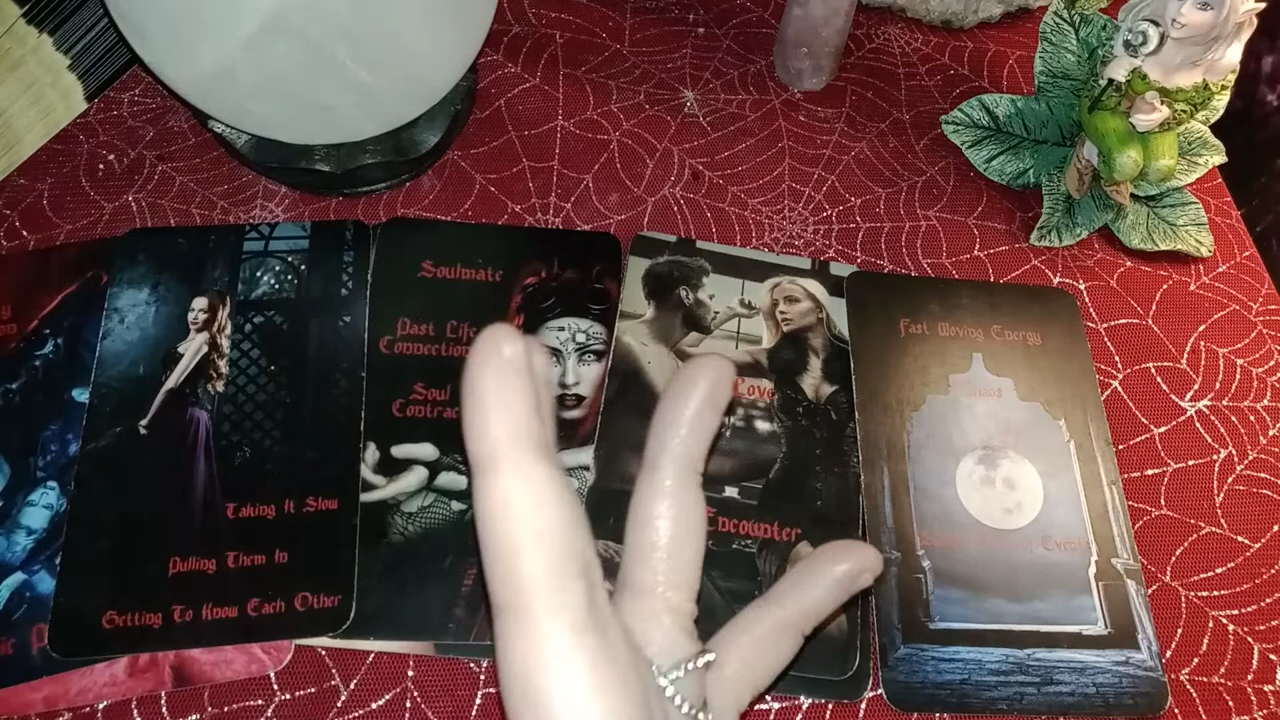 Taking It Slow
Pulling Them In
Getting To Know Each Other
Soulmate
Past Life
Connection
Soul
Contrac
Love
Encounter
Fast Moving Energy
Chaos